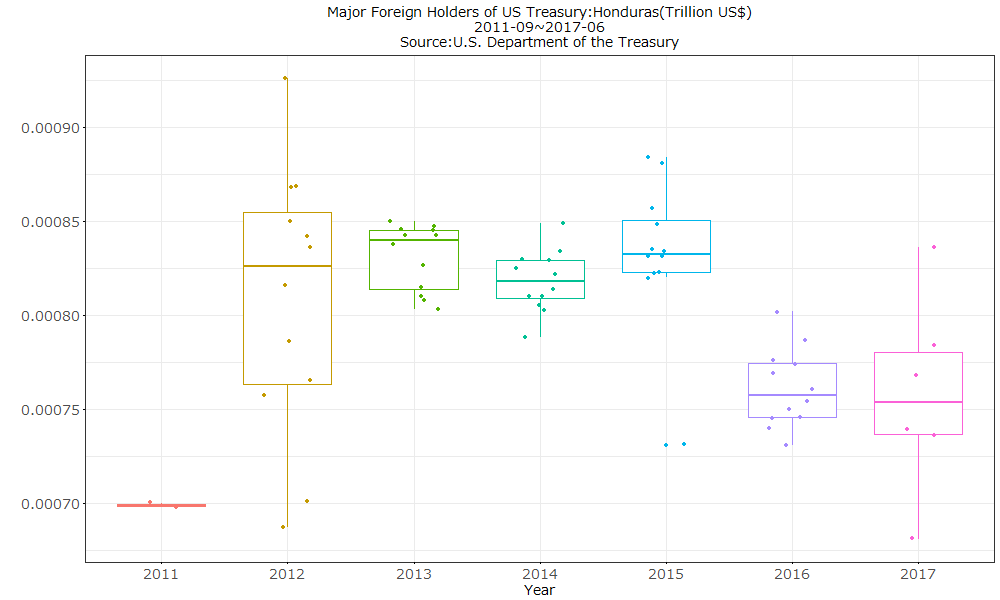 Major Foreign Holders of US Treasury:Honduras(Trillion US$)
2011-09~2017-06
Source:U.S. Department of the Treasury
0.00090
0.00085
0.00080
0.00075
0.00070
2011 2012 2013 2014 2015 2016 2017
Year